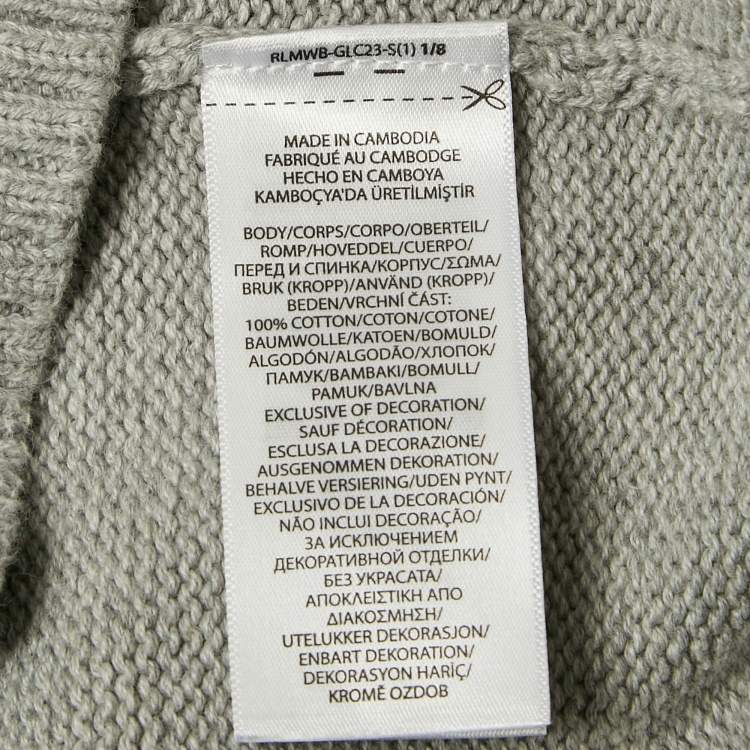 RLMWB-GLC23-S(1) 1/8
MADE IN CAMBODIA
FABRIQUÉ AU CAMBODGE
HECHO EN CAMBOYA
KAMBOÇYA'DA ÜRETİLMİŞTİR
BODY/CORPS/CORPO/OBERTEIL/
ROMP/HOVEDDEL/CUERPO/
ПЕРЕД И СПИНКА/КОРПУС/ΣΩΜΑ/
BRUK (KROPP)/ANVÄND (KROPP)/
BEDEN/VRCHNÍ ČÁST:
100% COTTON/COTON/COTONE/
BAUMWOLLE/KATOEN/BOMULD/
ALGODÓN/ALGODÃO/ХЛОПОК/
ПАМУК/ΒΑΜΒΑΚΙ/BOMULL/
PAMUK/BAVLNA
EXCLUSIVE OF DECORATION/
SAUF DÉCORATION/
ESCLUSA LA DECORAZIONE/
AUSGENOMMEN DEKORATION/
BEHALVE VERSIERING/UDEN PYNT/
EXCLUSIVO DE LA DECORACIÓN/
NÃO INCLUI DECORAÇÃO/
ЗА ИСКЛЮЧЕНИЕМ
ДЕКОРАТИВНОЙ ОТДЕЛКИ/
БЕЗ УКРАСАТА/
ΑΠΟΚΛΕΙΣΤΙΚΗ ΑΠΟ
ΔΙΑΚΟΣΜΗΣΗ/
UTELUKKER DEKORASJON/
ENBART DEKORATION/
DEKORASYON HARİÇ/
KROMĚ OZDOB